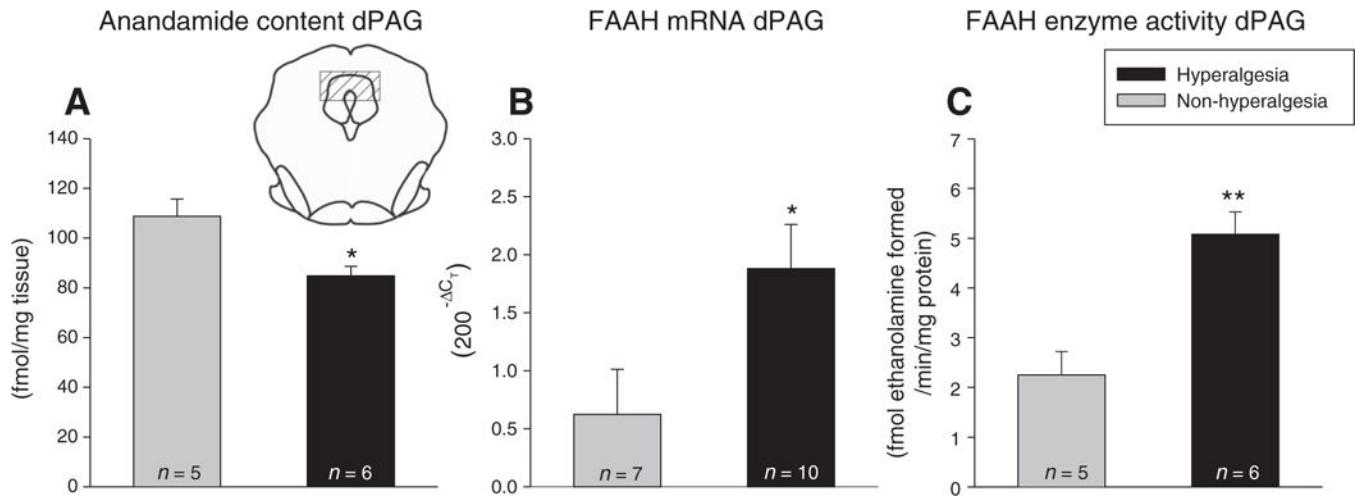 Anandamide content dPAG
FAAH mRNA dPAG
FAAH enzyme activity dPAG
Hyperalgesia
Non-hyperalgesia
A
(fmol/mg tissue)
140
120
100
80
60
40
20
0
*
n = 5
n = 6
B
(200 -ΔCT)
3.0
2.5
2.0
1.5
1.0
0.5
0.0
*
n = 7
n = 10
C
(fmol ethanolamine formed
/min/mg protein)
7
6
5
4
3
2
1
0
**
n = 5
n = 6